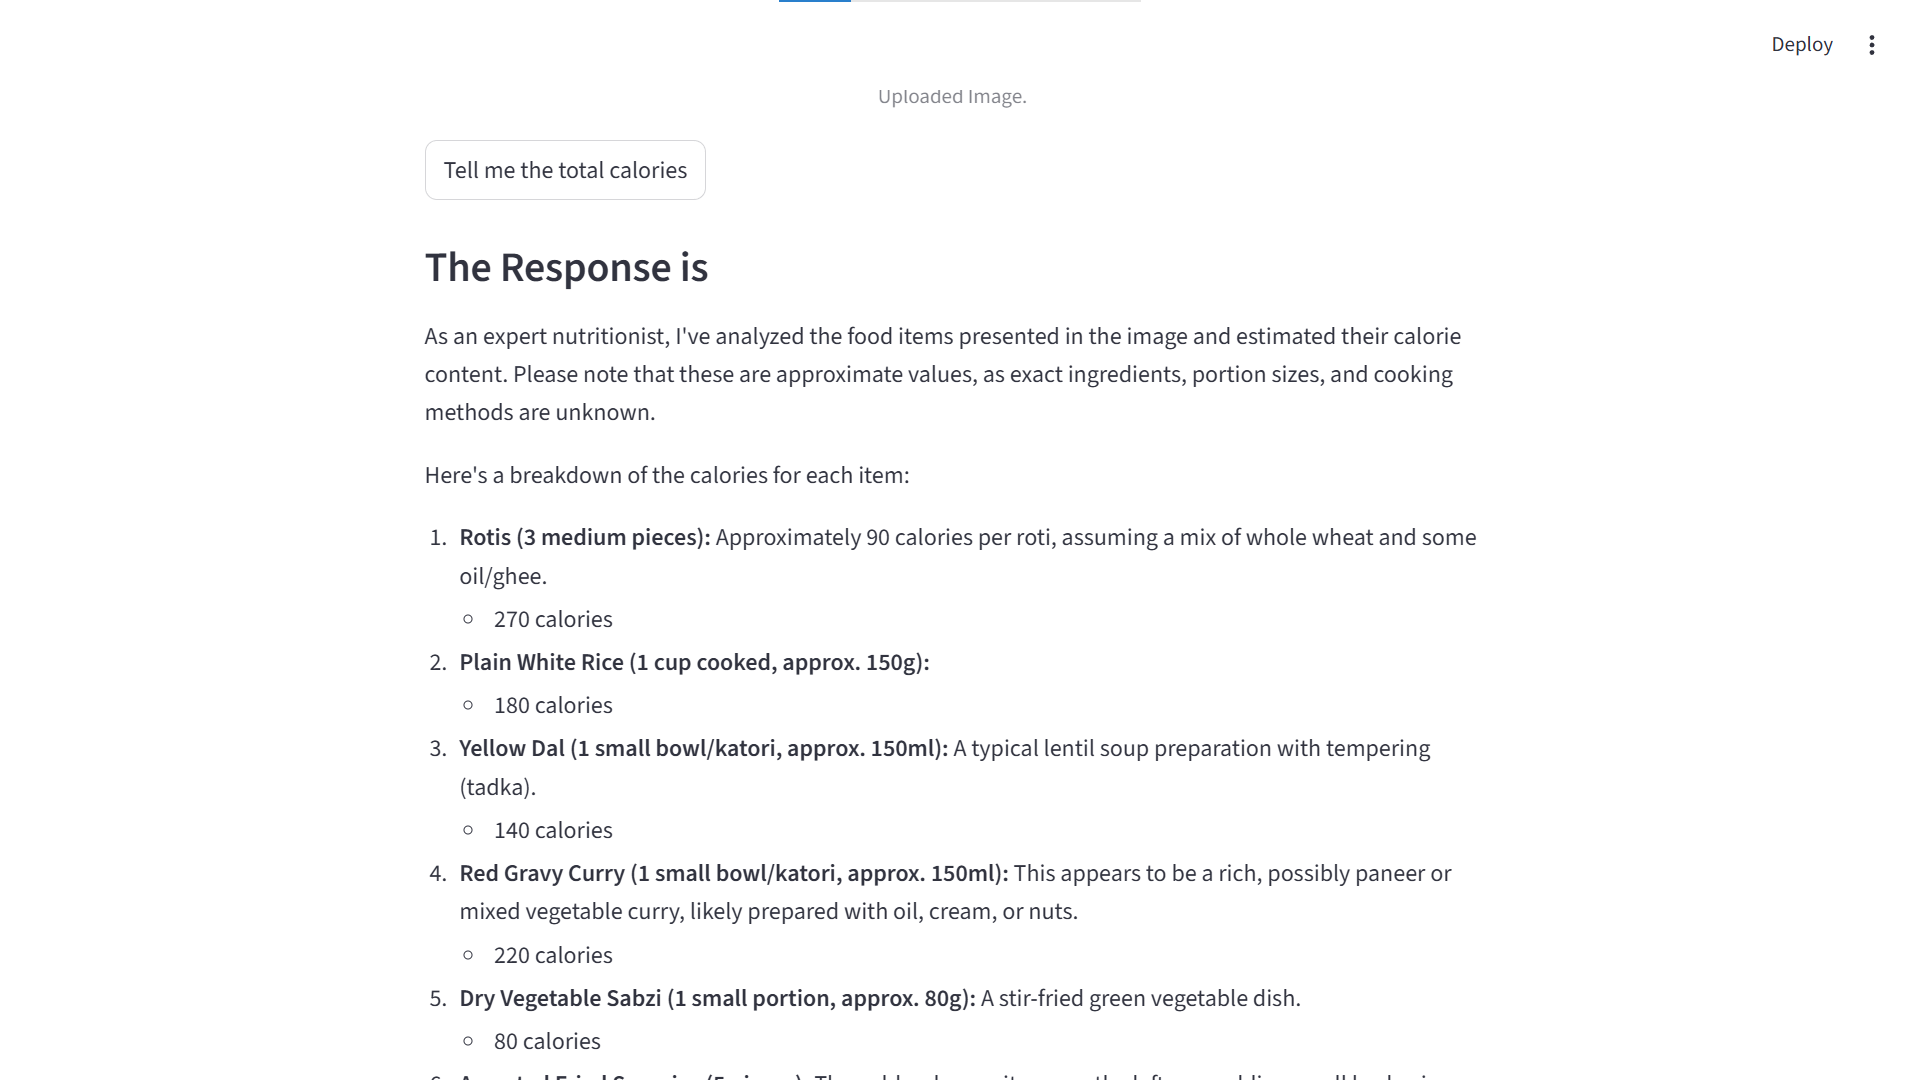 Deploy
Uploaded Image.
Tell me the total calories
The Response is
As an expert nutritionist, I've analyzed the food items presented in the image and estimated their calorie
content. Please note that these are approximate values, as exact ingredients, portion sizes, and cooking
methods are unknown.
Here's a breakdown of the calories for each item:
1. Rotis (3 medium pieces): Approximately 90 calories per roti, assuming a mix of whole wheat and some
oil/ghee.
○ 270 calories
2. Plain White Rice (1 cup cooked, approx. 150g):
○ 180 calories
3. Yellow Dal (1 small bowl/katori, approx. 150ml): A typical lentil soup preparation with tempering
(tadka).
○ 140 calories
4. Red Gravy Curry (1 small bowl/katori, approx. 150ml): This appears to be a rich, possibly paneer or
mixed vegetable curry, likely prepared with oil, cream, or nuts.
○ 220 calories
5. Dry Vegetable Sabzi (1 small portion, approx. 80g): A stir-fried green vegetable dish.
○ 80 calories